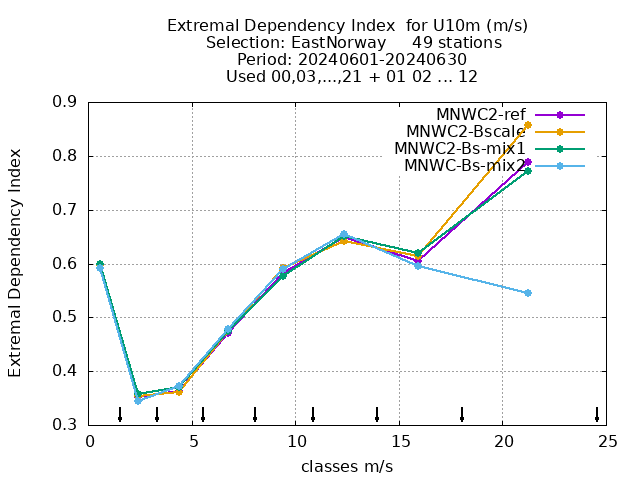 Extremal Dependency Index  for U10m (m/s)
Selection: EastNorway     49 stations
Period: 20240601-20240630
Used 00,03,...,21 + 01 02 ... 12
MNWC2-ref
MNWC2-Bscale
MNWC2-Bs-mix1
MNWC-Bs-mix2
Extremal Dependency Index
0.9
0.8
0.7
0.6
0.5
0.4
0.3
0 5 10 15 20 25
classes m/s